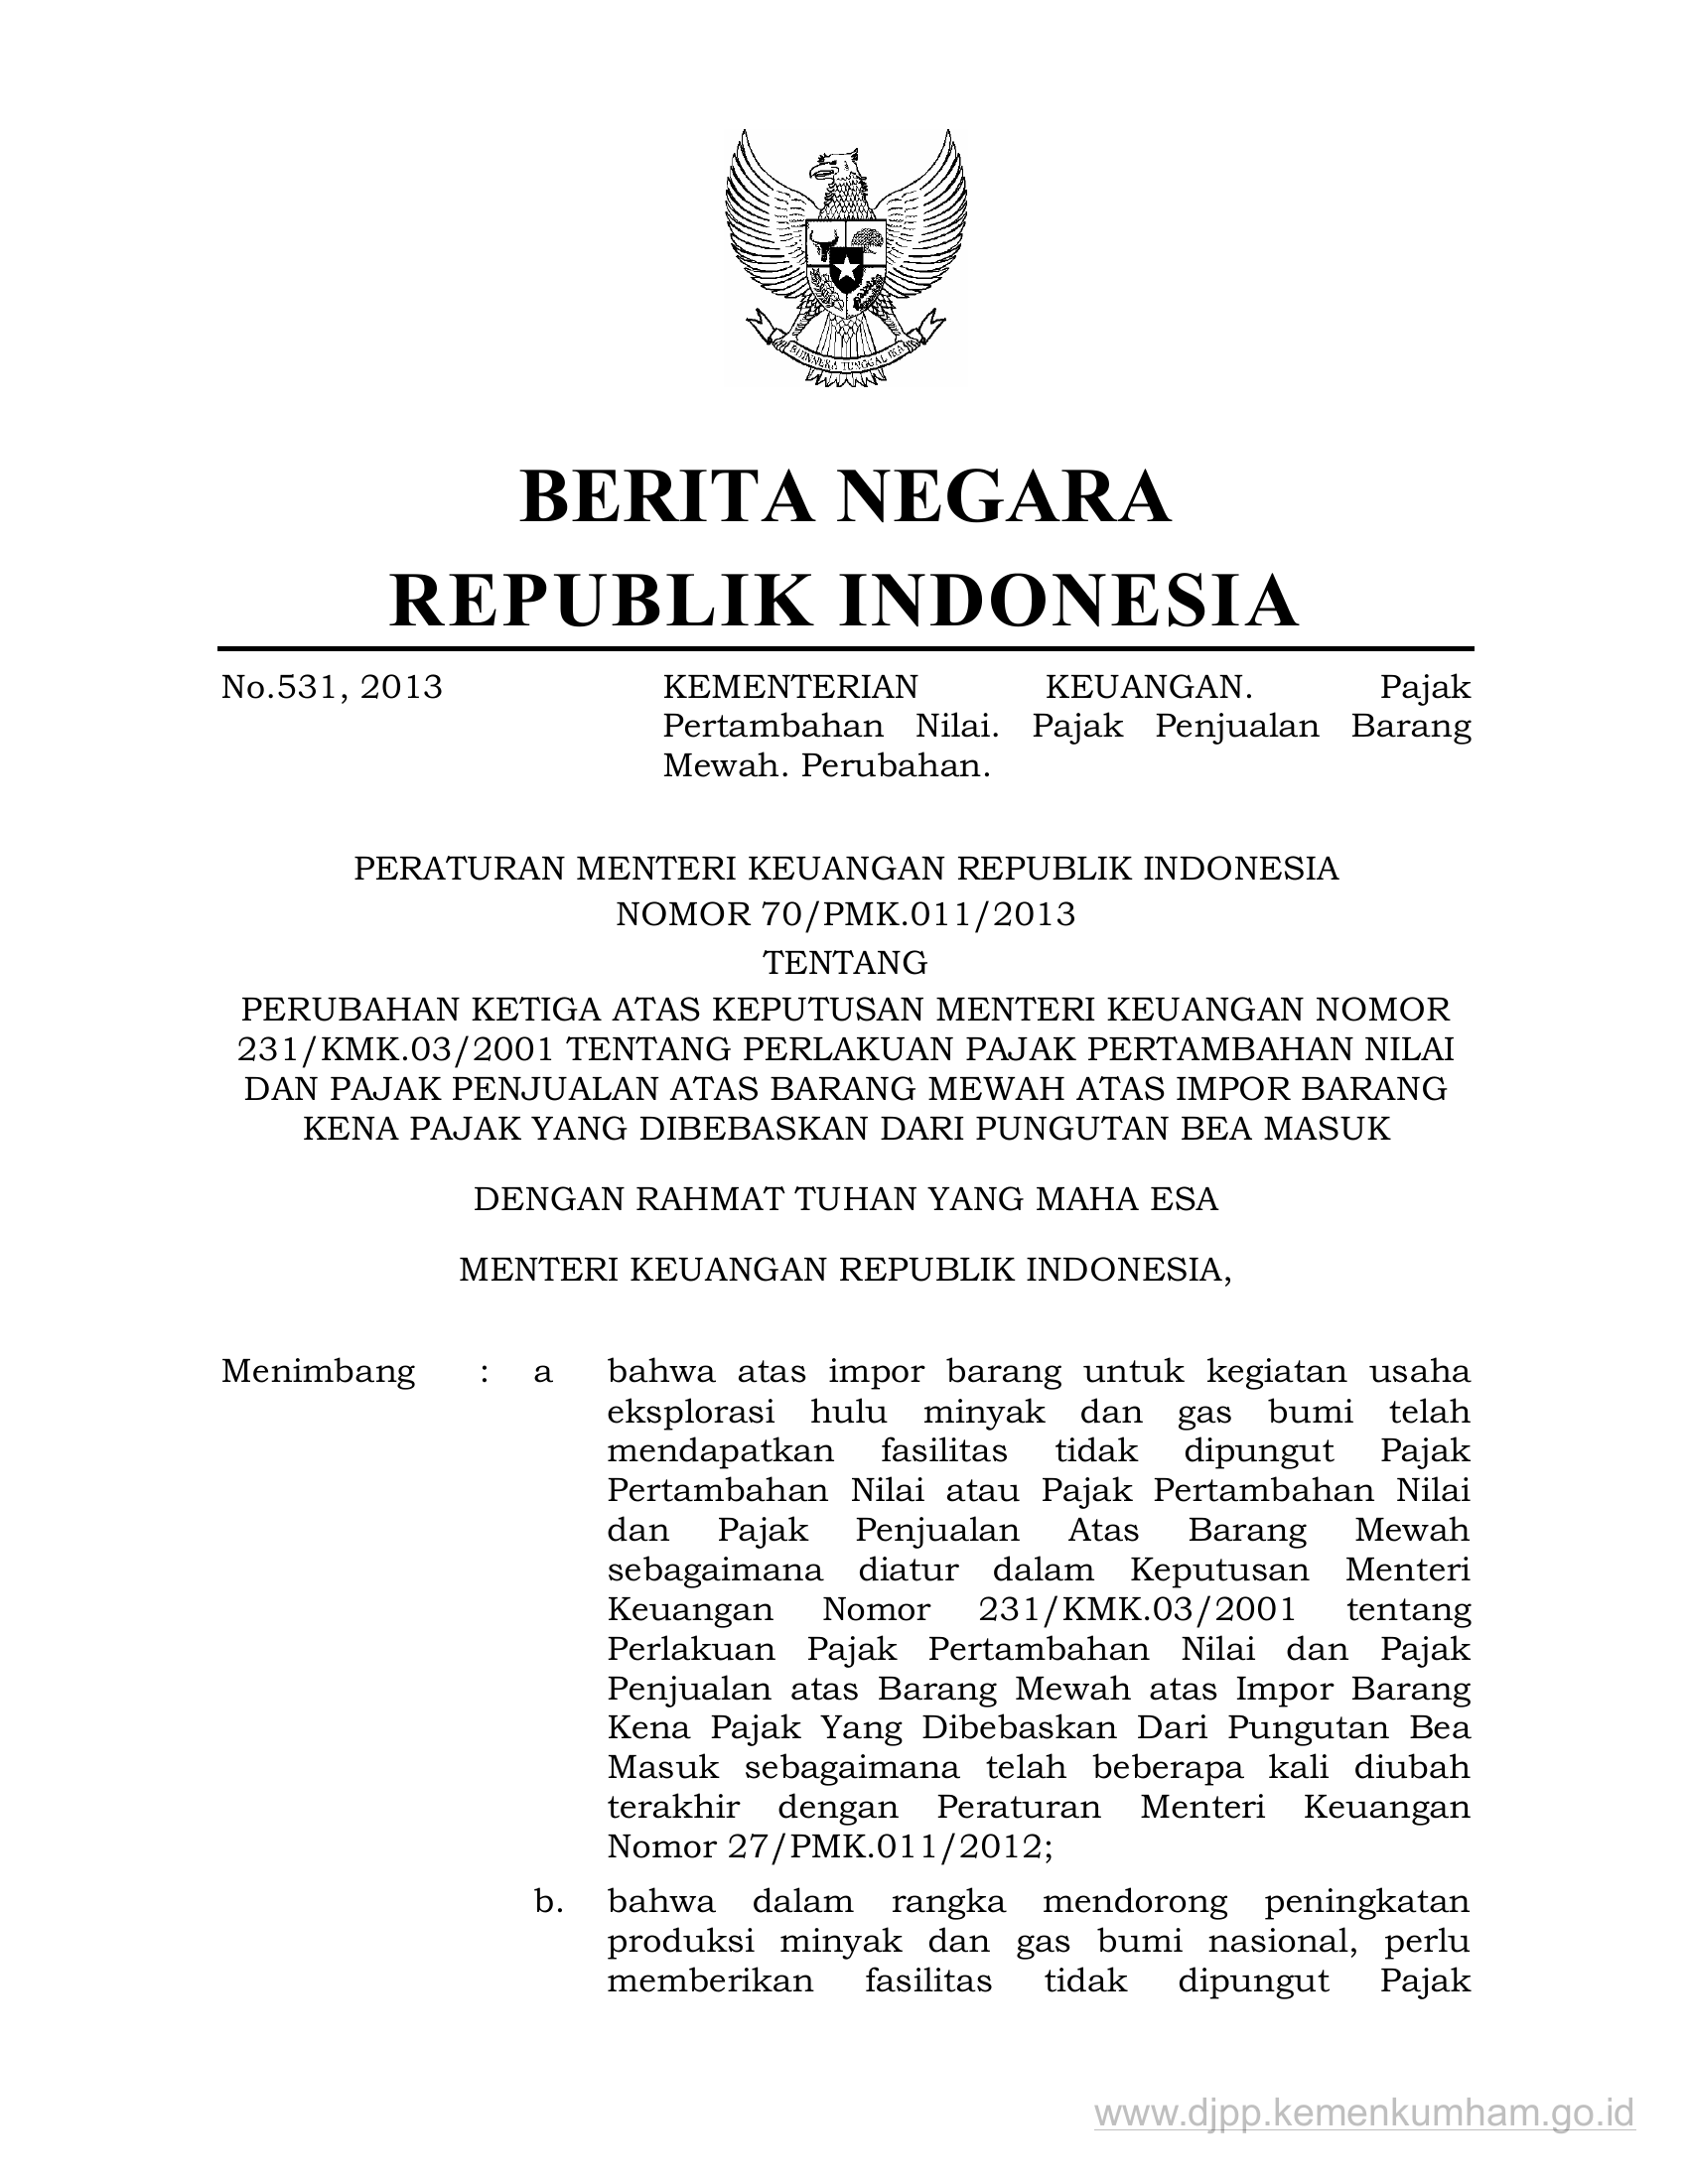 BHINNEKA TUNGGAL IKA
BERITA NEGARA
REPUBLIK INDONESIA
No.531, 2013
KEMENTERIAN KEUANGAN. Pajak
Pertambahan Nilai. Pajak Penjualan Barang
Mewah. Perubahan.
PERATURAN MENTERI KEUANGAN REPUBLIK INDONESIA
NOMOR 70/PMK.011/2013
TENTANG
PERUBAHAN KETIGA ATAS KEPUTUSAN MENTERI KEUANGAN NOMOR
231/KMK.03/2001 TENTANG PERLAKUAN PAJAK PERTAMBAHAN NILAI
DAN PAJAK PENJUALAN ATAS BARANG MEWAH ATAS IMPOR BARANG
KENA PAJAK YANG DIBEBASKAN DARI PUNGUTAN BEA MASUK
DENGAN RAHMAT TUHAN YANG MAHA ESA
MENTERI KEUANGAN REPUBLIK INDONESIA,
Menimbang : a bahwa atas impor barang untuk kegiatan usaha
eksplorasi hulu minyak dan gas bumi telah
mendapatkan fasilitas tidak dipungut Pajak
Pertambahan Nilai atau Pajak Pertambahan Nilai
dan Pajak Penjualan Atas Barang Mewah
sebagaimana diatur dalam Keputusan Menteri
Keuangan Nomor 231/KMK.03/2001 tentang
Perlakuan Pajak Pertambahan Nilai dan Pajak
Penjualan atas Barang Mewah atas Impor Barang
Kena Pajak Yang Dibebaskan Dari Pungutan Bea
Masuk sebagaimana telah beberapa kali diubah
terakhir dengan Peraturan Menteri Keuangan
Nomor 27/PMK.011/2012;
b. bahwa dalam rangka mendorong peningkatan
produksi minyak dan gas bumi nasional, perlu
memberikan fasilitas tidak dipungut Pajak
www.djpp.kemenkumham.go.id